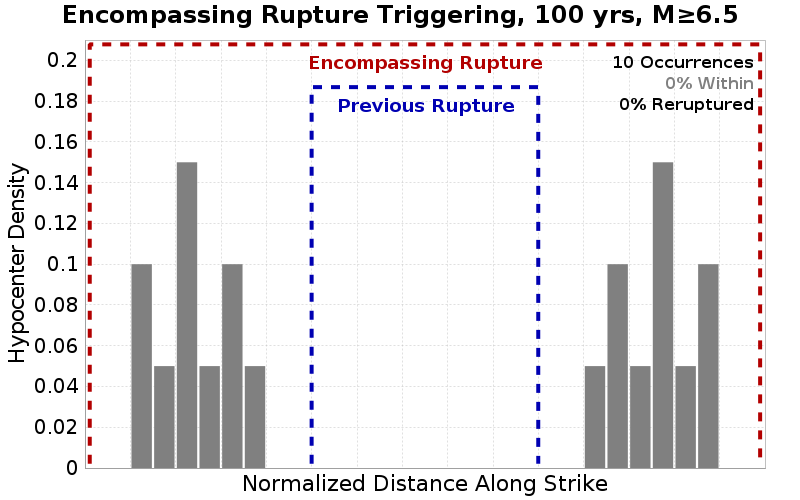 Encompassing Rupture Triggering, 100 yrs, M≥6.5
Encompassing Rupture
10 Occurrences
0% Within
Previous Rupture
0% Reruptured
Hypocenter Density
0.2
0.18
0.16
0.14
0.12
0.1
0.08
0.06
0.04
0.02
0
Normalized Distance Along Strike